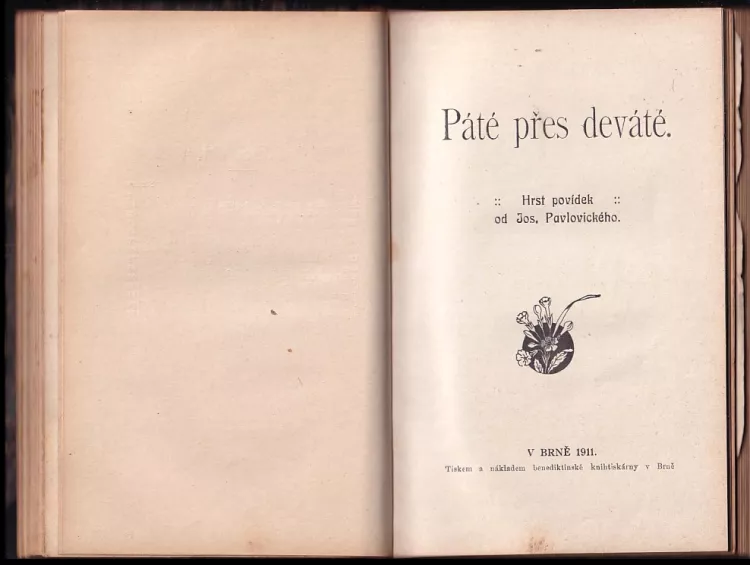 Páté přes deváté.
:: Hrst povídek ::
od Jos. Pavlovického.
V BRNĚ 1911.
Tiskem a nákladem benediktinské knihtiskárny v Brně